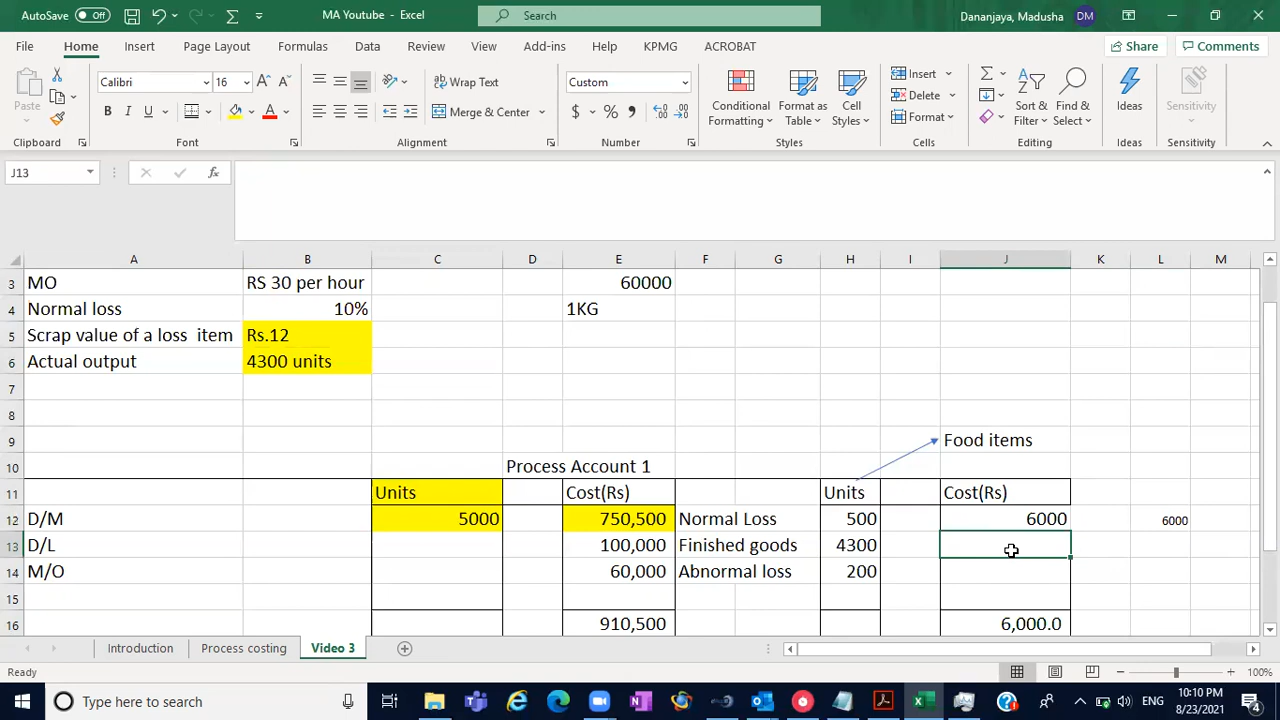 AutoSave Off MA Youtube - Excel Search Dananjaya, Madusha DM
File Home Insert Page Layout Formulas Data Review View Add-ins Help KPMG ACROBAT Share Comments
Paste Calibri 16 A A Wrap Text Custom Conditional Formatting Format as Table Cell Styles Insert Sort & Filter Find & Select Ideas Sensitivity
B I U A Merge & Center $ % Delete
Format
Clipboard Font Alignment Number Styles Cells Editing Ideas Sensitivity
J13 fx
A B C D E F G H I J K L M
3 MO RS 30 per hour 60000
4 Normal loss 10% 1KG
5 Scrap value of a loss item Rs.12
6 Actual output 4300 units
7
8
9 Food items
10 Process Account 1
11 Units Cost(Rs) Units Cost(Rs)
12 D/M 5000 750,500 Normal Loss 500 6000 6000
13 D/L 100,000 Finished goods 4300
14 M/O 60,000 Abnormal loss 200
15
16 910,500 6,000.0
Introduction Process costing Video 3
Ready 100%
Type here to search ENG 10:10 PM 8/23/2021 4